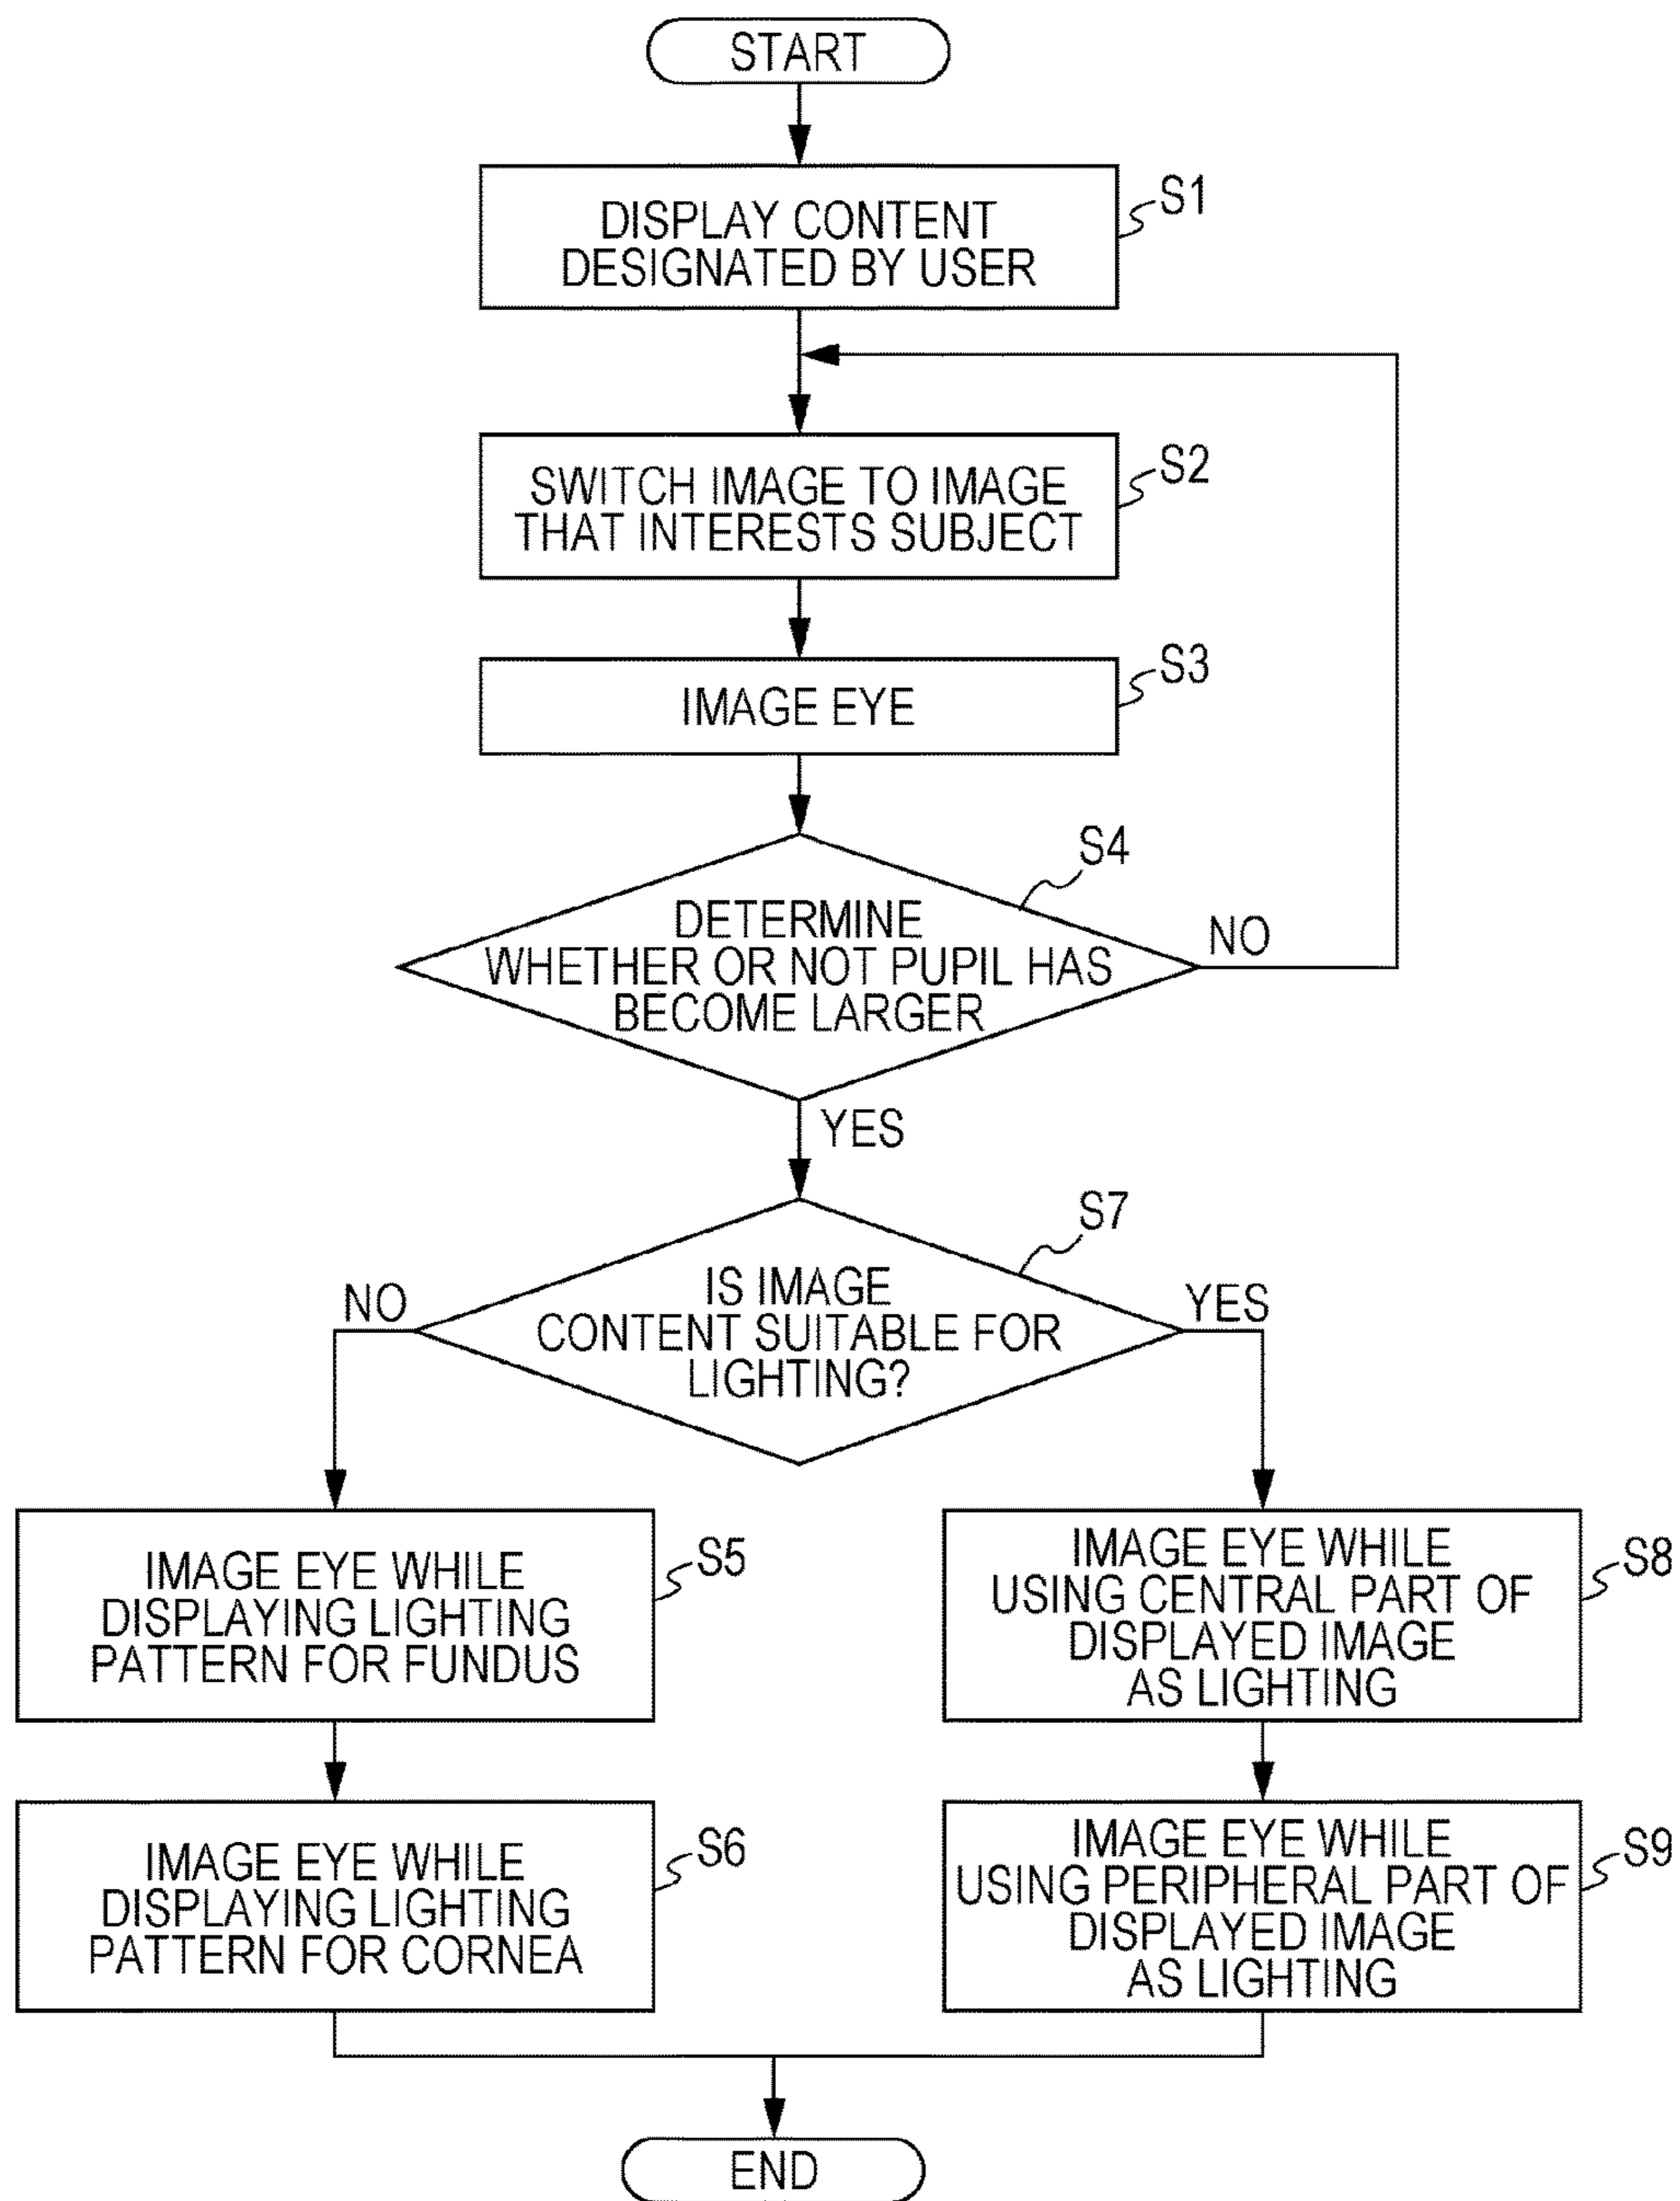 START
S1
DISPLAY CONTENT
DESIGNATED BY USER
S2
SWITCH IMAGE TO IMAGE
THAT INTERESTS SUBJECT
S3
IMAGE EYE
S4
DETERMINE
WHETHER OR NOT PUPIL HAS
BECOME LARGER
NO
YES
S7
IS IMAGE
CONTENT SUITABLE FOR
LIGHTING?
NO
YES
S5
IMAGE EYE WHILE
DISPLAYING LIGHTING
PATTERN FOR FUNDUS
S8
IMAGE EYE WHILE
USING CENTRAL PART OF
DISPLAYED IMAGE
AS LIGHTING
S6
IMAGE EYE WHILE
DISPLAYING LIGHTING
PATTERN FOR CORNEA
S9
IMAGE EYE WHILE
USING PERIPHERAL PART OF
DISPLAYED IMAGE
AS LIGHTING
END